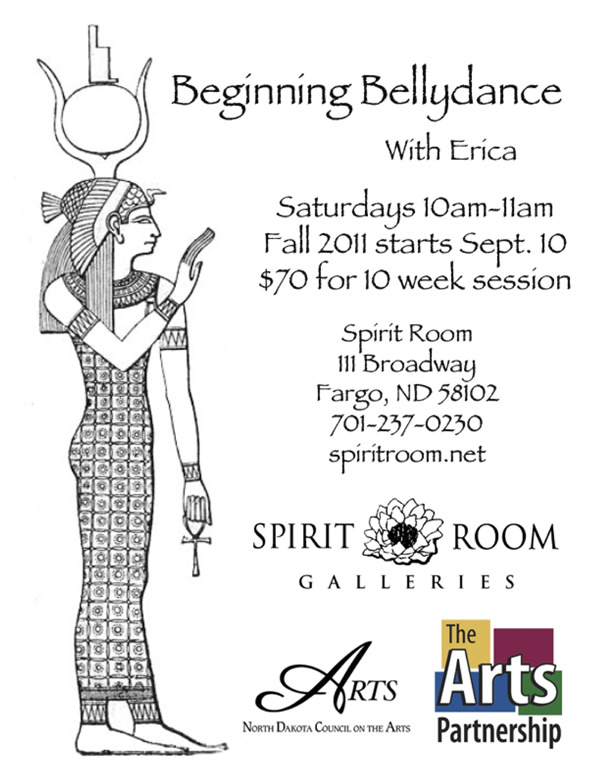 Beginning Bellydance
With Erica
Saturdays 10am-11am
Fall 2011 starts Sept. 10
$70 for 10 week session
Spirit Room
111 Broadway
Fargo, ND 58102
701-237-0230
spiritroom.net
SPIRIT ROOM
GALLERIES
ARTS
NORTH DAKOTA COUNCIL ON THE ARTS
The
Arts
Partnership